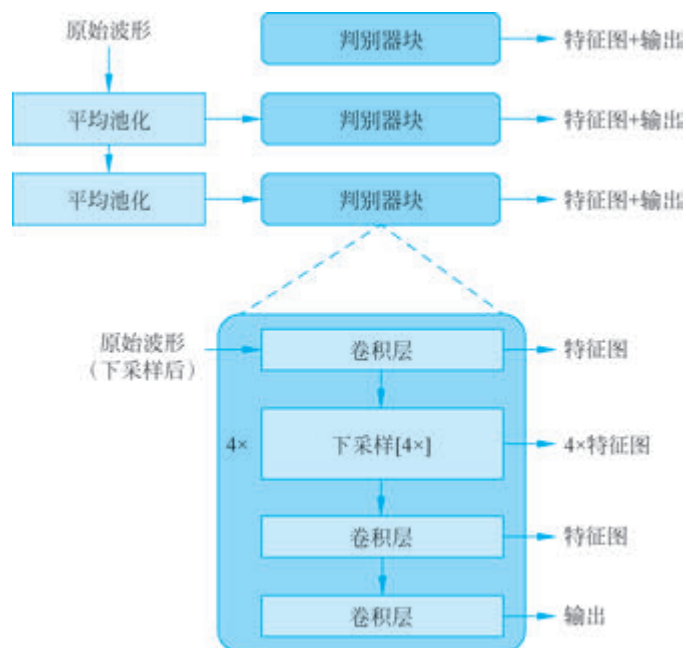 原始波形
判别器块
特征图+输出
平均池化
判别器块
特征图+输出
平均池化
判别器块
特征图+输出
原始波形
（下采样后）
卷积层
特征图
4×
下采样[4×]
4×特征图
卷积层
特征图
卷积层
输出